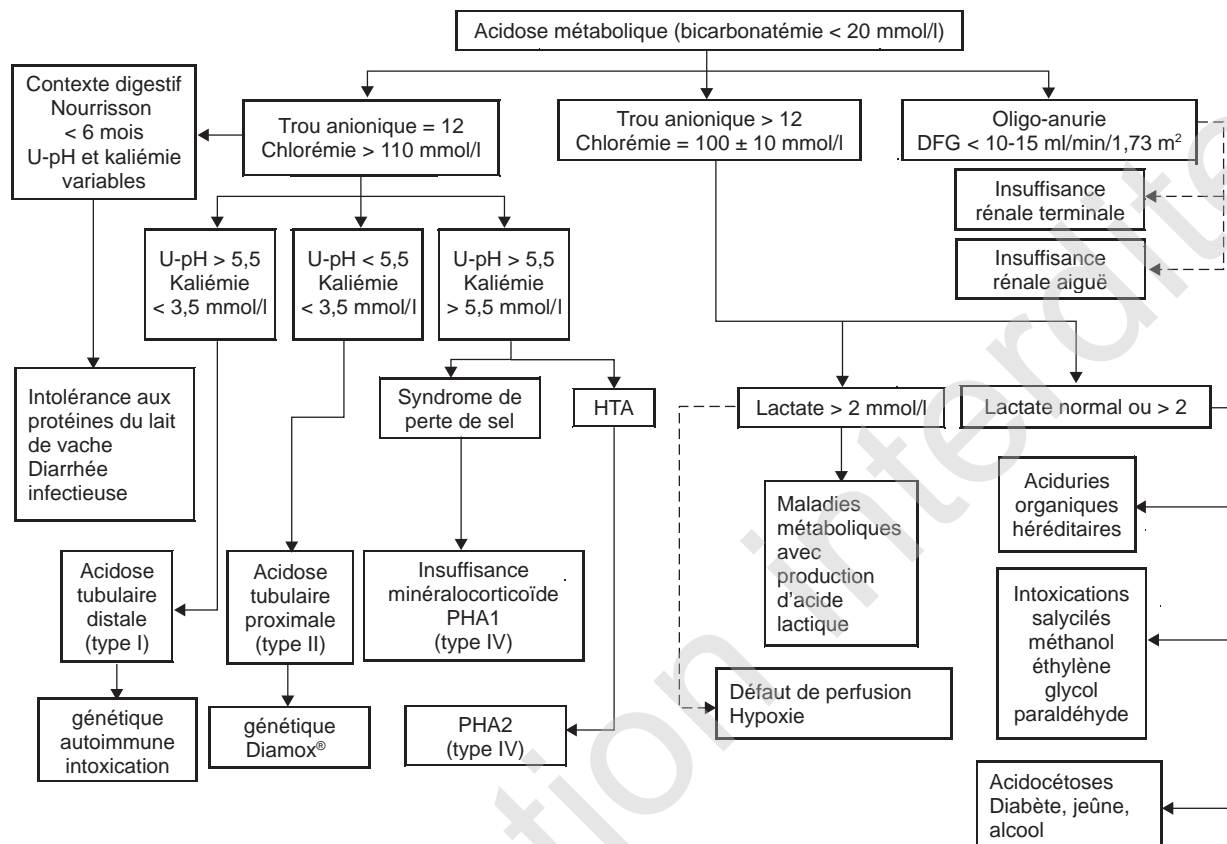 Acidose métabolique (bicarbonatémie < 20 mmol/l)
Contexte digestif
Nourrisson
< 6 mois
U-pH et kaliémie
variables
Trou anionique = 12
Chlorémie > 110 mmol/l
Trou anionique > 12
Chlorémie = 100 ± 10 mmol/l
Oligo-anurie
DFG < 10-15 ml/min/1,73 m²
Insuffisance
rénale terminale
Insuffisance
rénale aiguë
U-pH > 5,5
Kaliémie
< 3,5 mmol/l
U-pH < 5,5
Kaliémie
< 3,5 mmol/l
U-pH > 5,5
Kaliémie
> 5,5 mmol/l
Intolérance aux
protéines du lait
de vache
Diarrhée
infectieuse
Syndrome de
perte de sel
HTA
Lactate > 2 mmol/l
Lactate normal ou > 2
Acidose
tubulaire
distale
(type I)
Acidose
tubulaire
proximale
(type II)
Insuffisance
minéralocorticoïde
PHA1
(type IV)
Maladies
métaboliques
avec
production
d'acide
lactique
Aciduries
organiques
héréditaires
Intoxications
salycilés
méthanol
éthylène
glycol
paraldéhyde
génétique
autoimmune
intoxication
génétique
Diamox®
PHA2
(type IV)
Défaut de perfusion
Hypoxie
Acidocétoses
Diabète, jeûne,
alcool
tion interdite